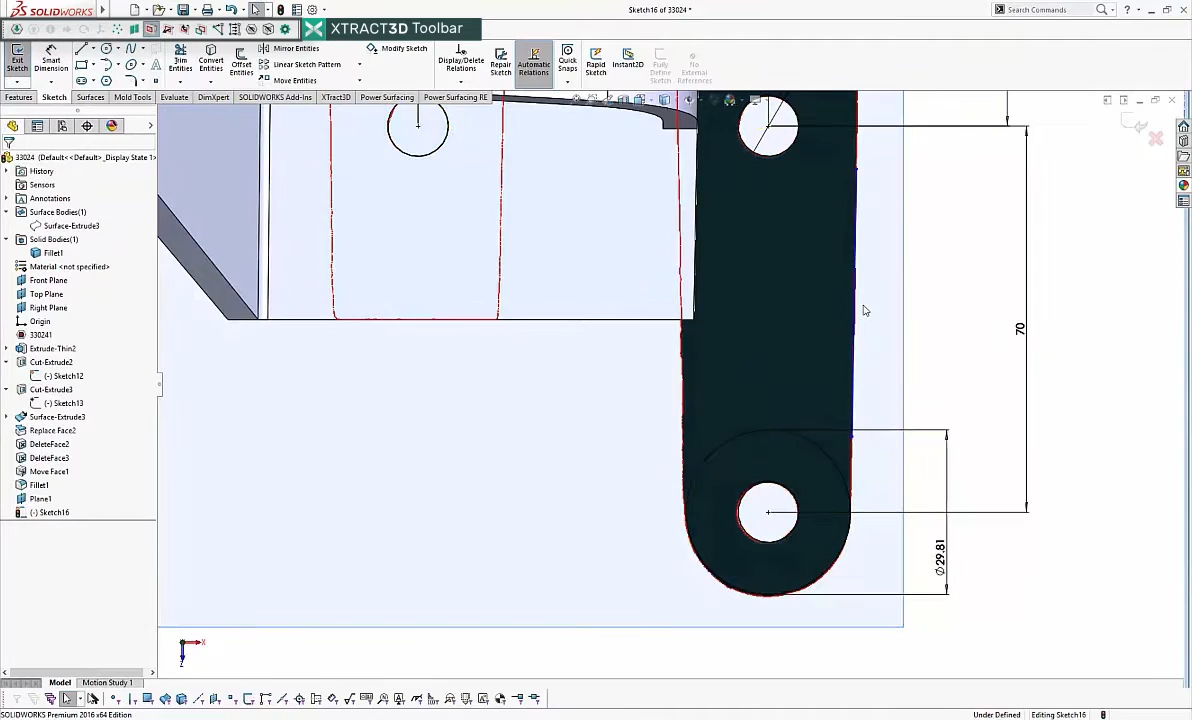 SOLIDWORKS
Sketch16 of 33024 *
Search Commands
XTRACT3D Toolbar
Exit Sketch
Smart Dimension
Trim Entities
Convert Entities
Offset Entities
Mirror Entities
Linear Sketch Pattern
Move Entities
Modify Sketch
Display/Delete Relations
Repair Sketch
Automatic Relations
Quick Snaps
Rapid Sketch
Instant2D
Fully Define Sketch
No External References
Features Sketch Surfaces Mold Tools Evaluate DimXpert SOLIDWORKS Add-Ins XTract3D Power Surfacing Power Surfacing RE
33024 (Default<<Default>_Display State 1>
History
Sensors
Annotations
Surface Bodies(1)
Surface-Extrude3
Solid Bodies(1)
Fillet1
Material <not specified>
Front Plane
Top Plane
Right Plane
Origin
330241
Extrude-Thin2
Cut-Extrude2
(-) Sketch12
Cut-Extrude3
(-) Sketch13
Surface-Extrude3
Replace Face2
DeleteFace2
DeleteFace3
Move Face1
Fillet1
Plane1
(-) Sketch16
70
⌀29.81
X
Z
Model Motion Study 1
SOLIDWORKS Premium 2016 x64 Edition
Under Defined
Editing Sketch16